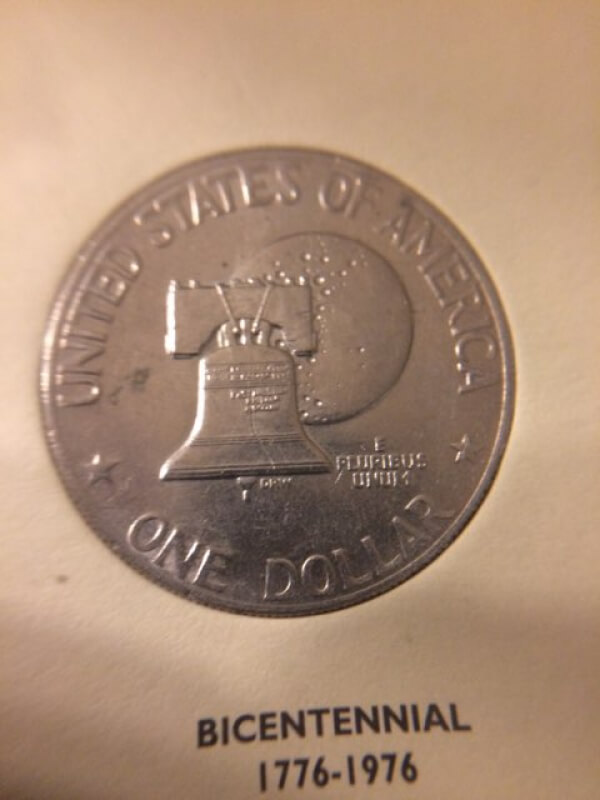 UNITED STATES OF AMERICA
E
PLURIBUS
UNUM
ONE DOLLAR
BICENTENNIAL
1776-1976